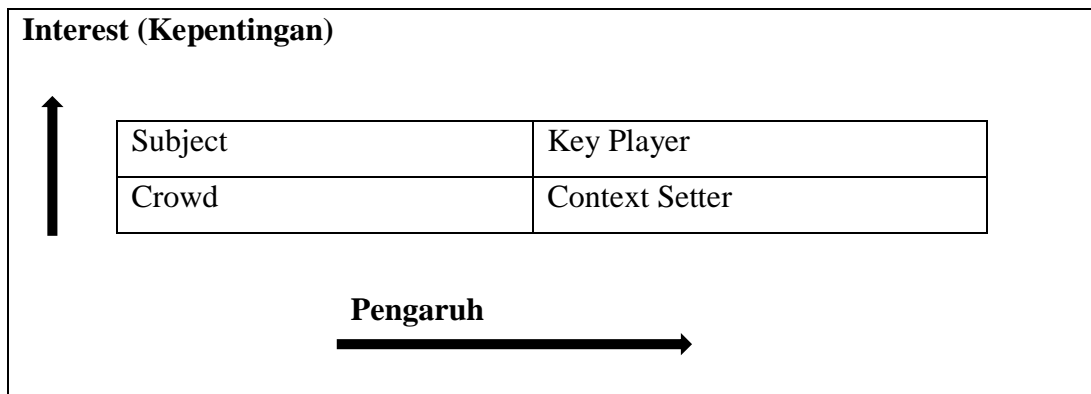 Interest (Kepentingan)
Subject Key Player
Crowd Context Setter
Pengaruh